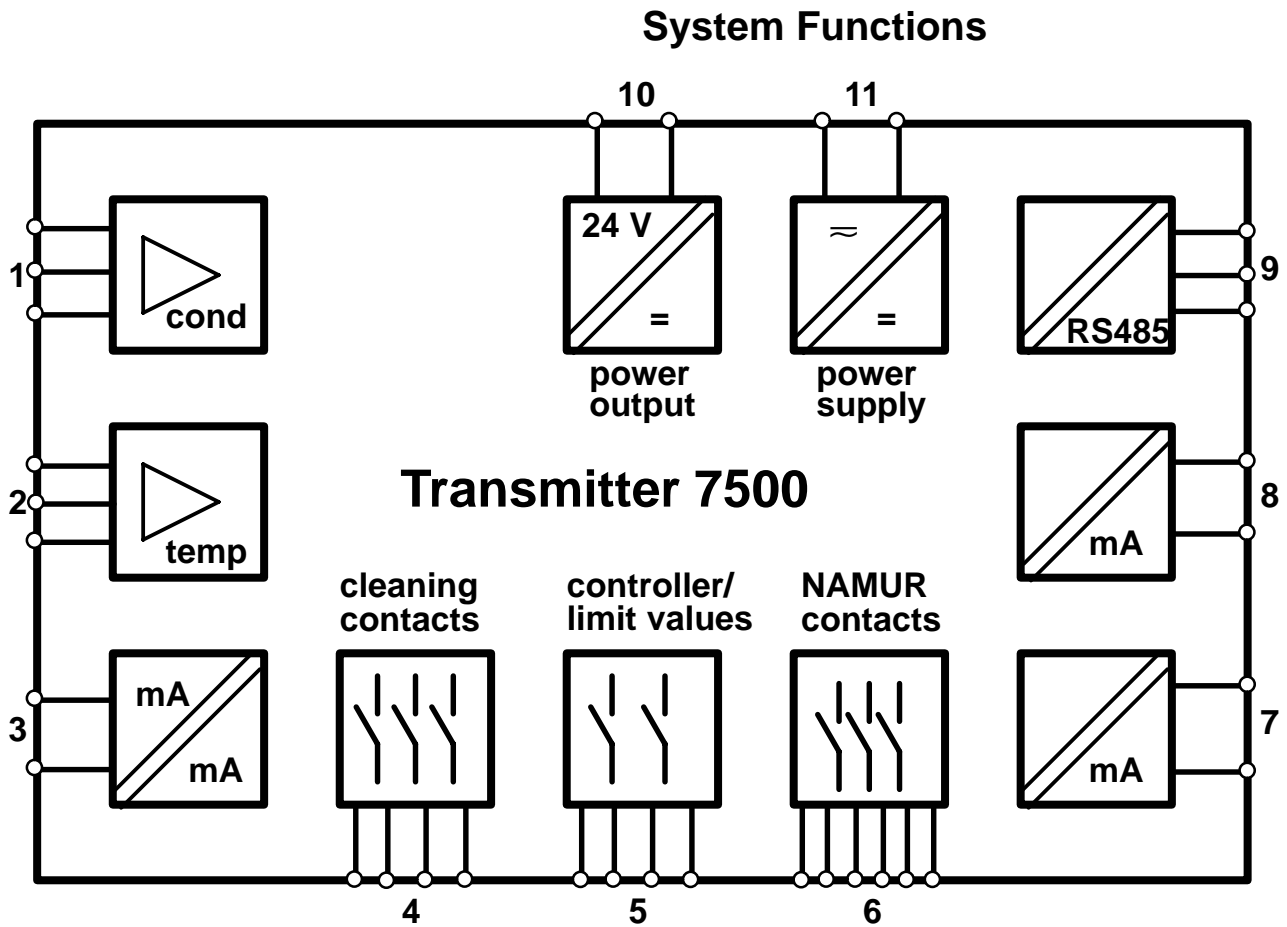 System Functions
10
11
24 V
=
power
output
≂
=
power
supply
1
cond
RS485
9
2
temp
Transmitter 7500
mA
8
cleaning
contacts
controller/
limit values
NAMUR
contacts
3
mA
mA
mA
7
4
5
6